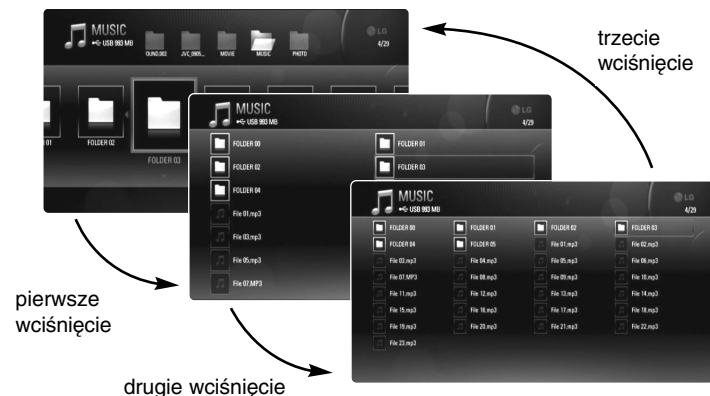 MUSIC
USB 993 MB
OUND.002 JVC_0905... MOVIE MUSIC PHOTO
LG
4/29
01 FOLDER 02
FOLDER 03
MUSIC
USB 993 MB
LG
4/29
FOLDER 00 FOLDER 01
FOLDER 02 FOLDER 03
FOLDER 04
File 01.mp3
File 03.mp3
File 05.mp3
File 07.MP3
MUSIC
USB 993 MB
LG
4/29
FOLDER 00 FOLDER 01 FOLDER 02 FOLDER 03
FOLDER 04 FOLDER 05 File 01.mp3 File 02.mp3
File 03.mp3 File 04.mp3 File 05.mp3 File 06.mp3
File 07.MP3 File 08.mp3 File 09.mp3 File 10.mp3
File 11.mp3 File 12.mp3 File 13.mp3 File 14.mp3
File 15.mp3 File 16.mp3 File 17.mp3 File 18.mp3
File 19.mp3 File 20.mp3 File 21.mp3 File 22.mp3
File 23.mp3
trzecie
wciśnięcie
pierwsze
wciśnięcie
drugie wciśnięcie